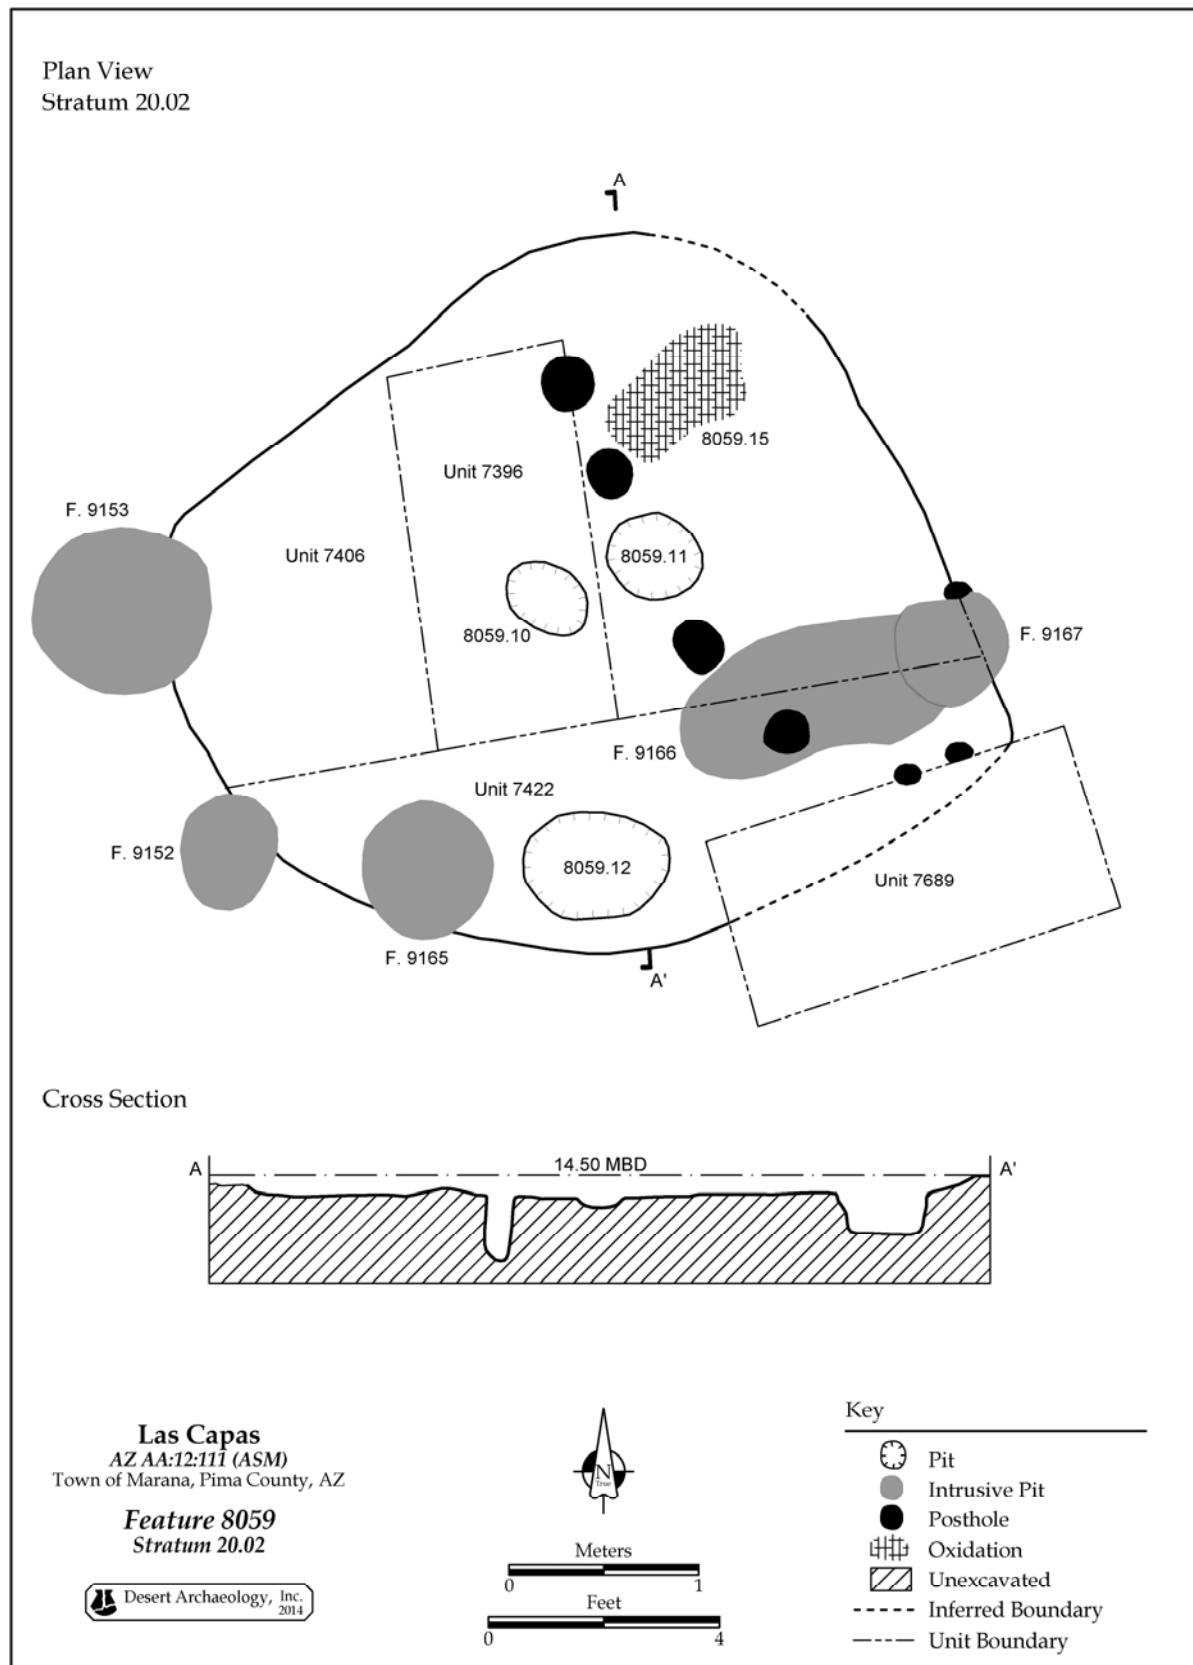 Plan View
Stratum 20.02
A
8059.15
Unit 7396
F. 9153
Unit 7406
8059.11
8059.10
F. 9167
F. 9166
Unit 7422
F. 9152
8059.12
Unit 7689
F. 9165
A'
Cross Section
A
14.50 MBD
A'
Las Capas
AZ AA:12:111 (ASM)
Town of Marana, Pima County, AZ
Feature 8059
Stratum 20.02
Desert Archaeology, Inc.
2014
N
True
Meters
0 1
Feet
0 4
Key
Pit
Intrusive Pit
Posthole
Oxidation
Unexcavated
Inferred Boundary
Unit Boundary